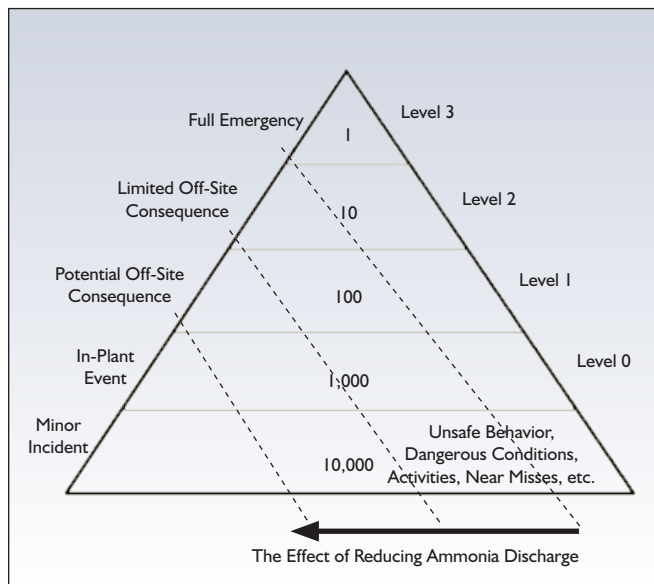 Full Emergency
Level 3
1
Limited Off-Site
Consequence
Level 2
10
Potential Off-Site
Consequence
Level 1
100
In-Plant
Event
Level 0
1,000
Minor
Incident
Unsafe Behavior,
Dangerous Conditions,
Activities, Near Misses, etc.
10,000
The Effect of Reducing Ammonia Discharge